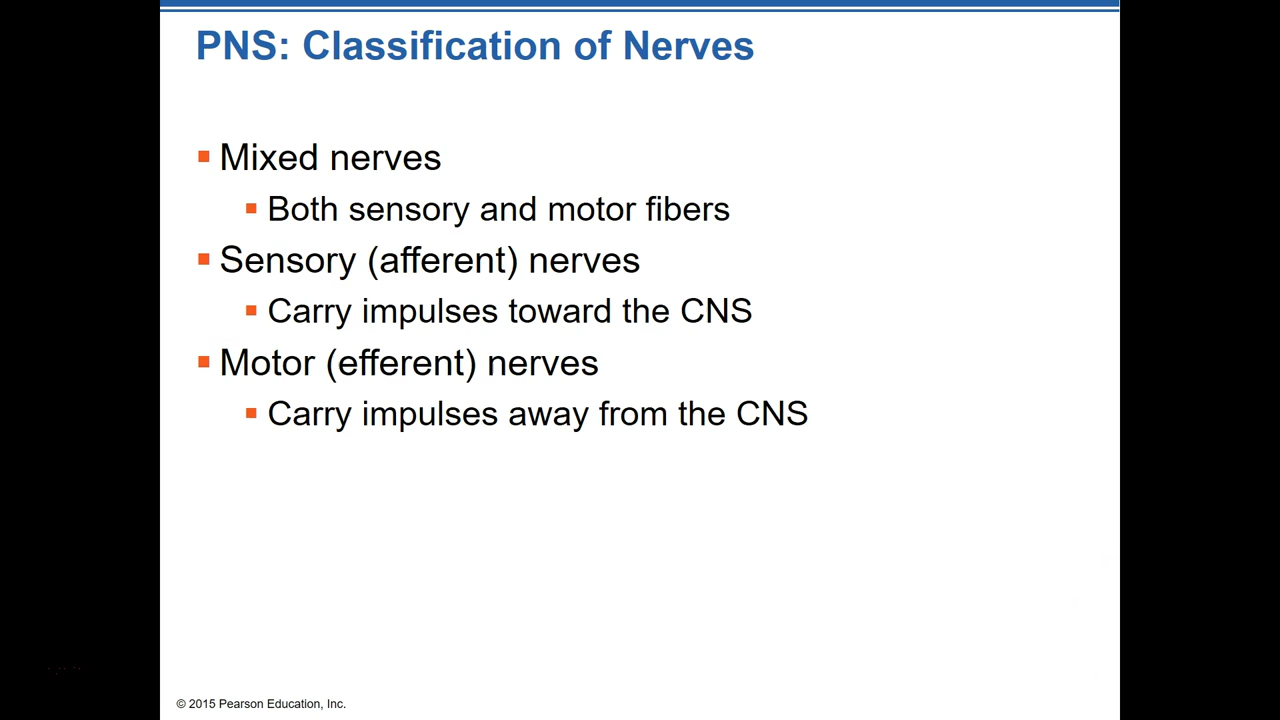 PNS: Classification of Nerves
Mixed nerves
Both sensory and motor fibers
Sensory (afferent) nerves
Carry impulses toward the CNS
Motor (efferent) nerves
Carry impulses away from the CNS
© 2015 Pearson Education, Inc.